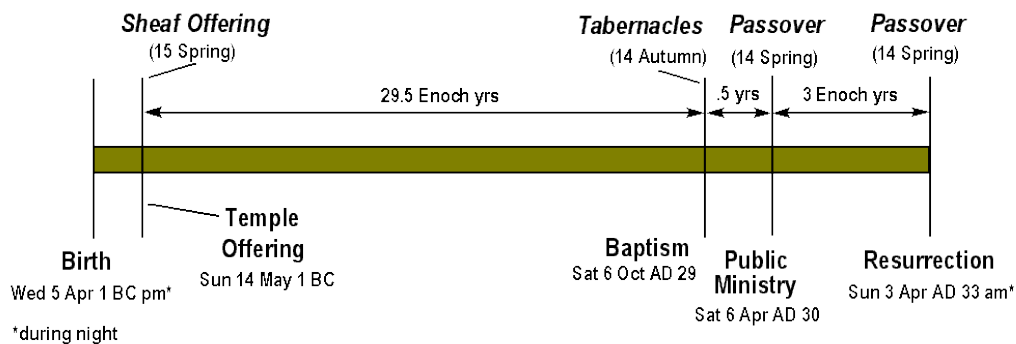 Sheaf Offering
(15 Spring)
Tabernacles
(14 Autumn)
Passover
(14 Spring)
Passover
(14 Spring)
29.5 Enoch yrs
.5 yrs
3 Enoch yrs
Birth
Wed 5 Apr 1 BC pm*
Temple
Offering
Sun 14 May 1 BC
Baptism
Sat 6 Oct AD 29
Public
Ministry
Sat 6 Apr AD 30
Resurrection
Sun 3 Apr AD 33 am*
*during night